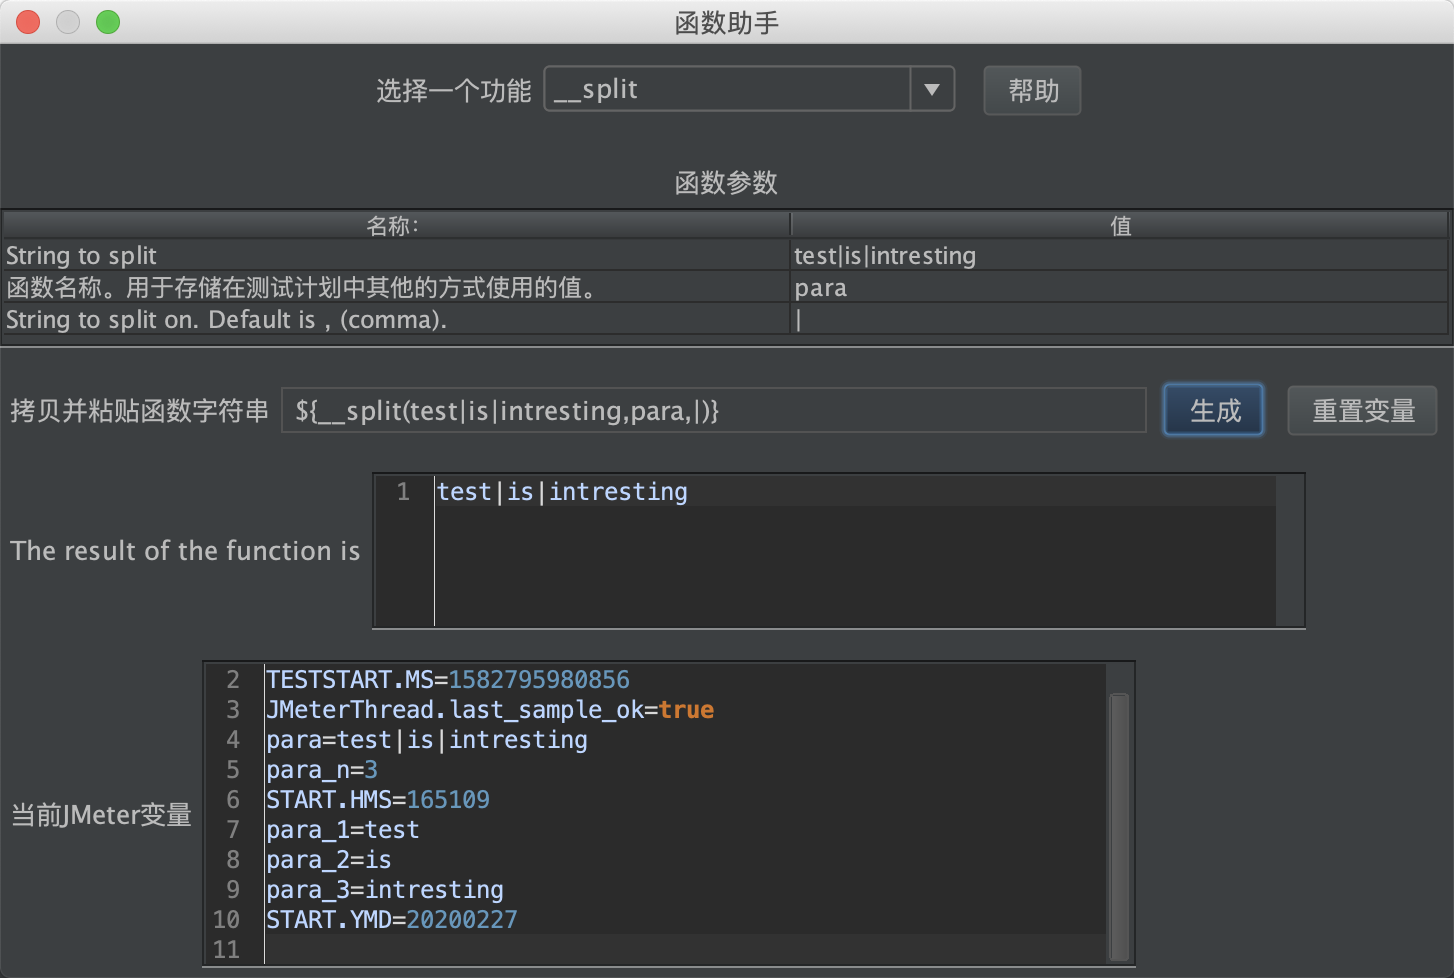 函数助手
选择一个功能 __split 帮助
函数参数
名称: 值
String to split test|is|intresting
函数名称。用于存储在测试计划中其他的方式使用的值。 para
String to split on. Default is , (comma). |
拷贝并粘贴函数字符串 ${__split(test|is|intresting,para,|)} 生成 重置变量
1 test|is|intresting
The result of the function is
2 TESTSTART.MS=1582795980856
3 JMeterThread.last_sample_ok=true
4 para=test|is|intresting
5 para_n=3
6 START.HMS=165109
当前JMeter变量
7 para_1=test
8 para_2=is
9 para_3=intresting
10 START.YMD=20200227
11